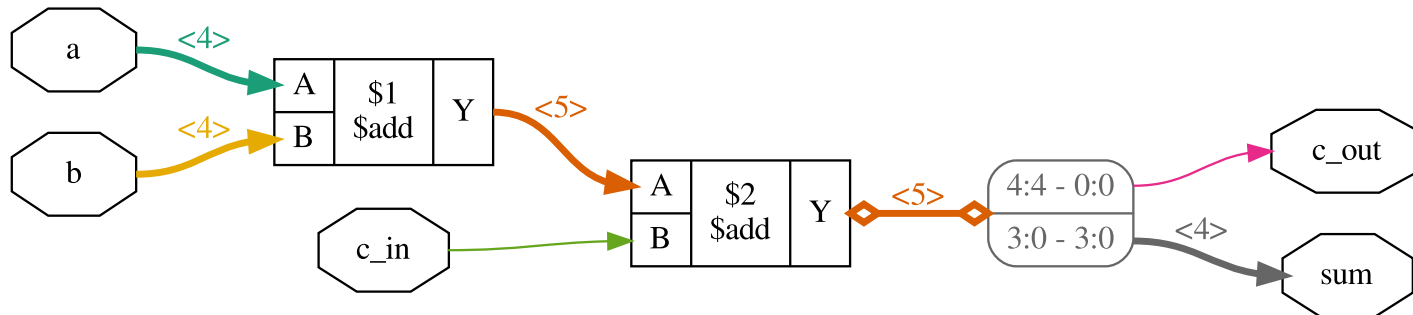 a
<4>
b
<4>
A
B
$1
$add
Y
<5>
c_in
A
B
$2
$add
Y
<5>
4:4 - 0:0
3:0 - 3:0
<4>
c_out
sum